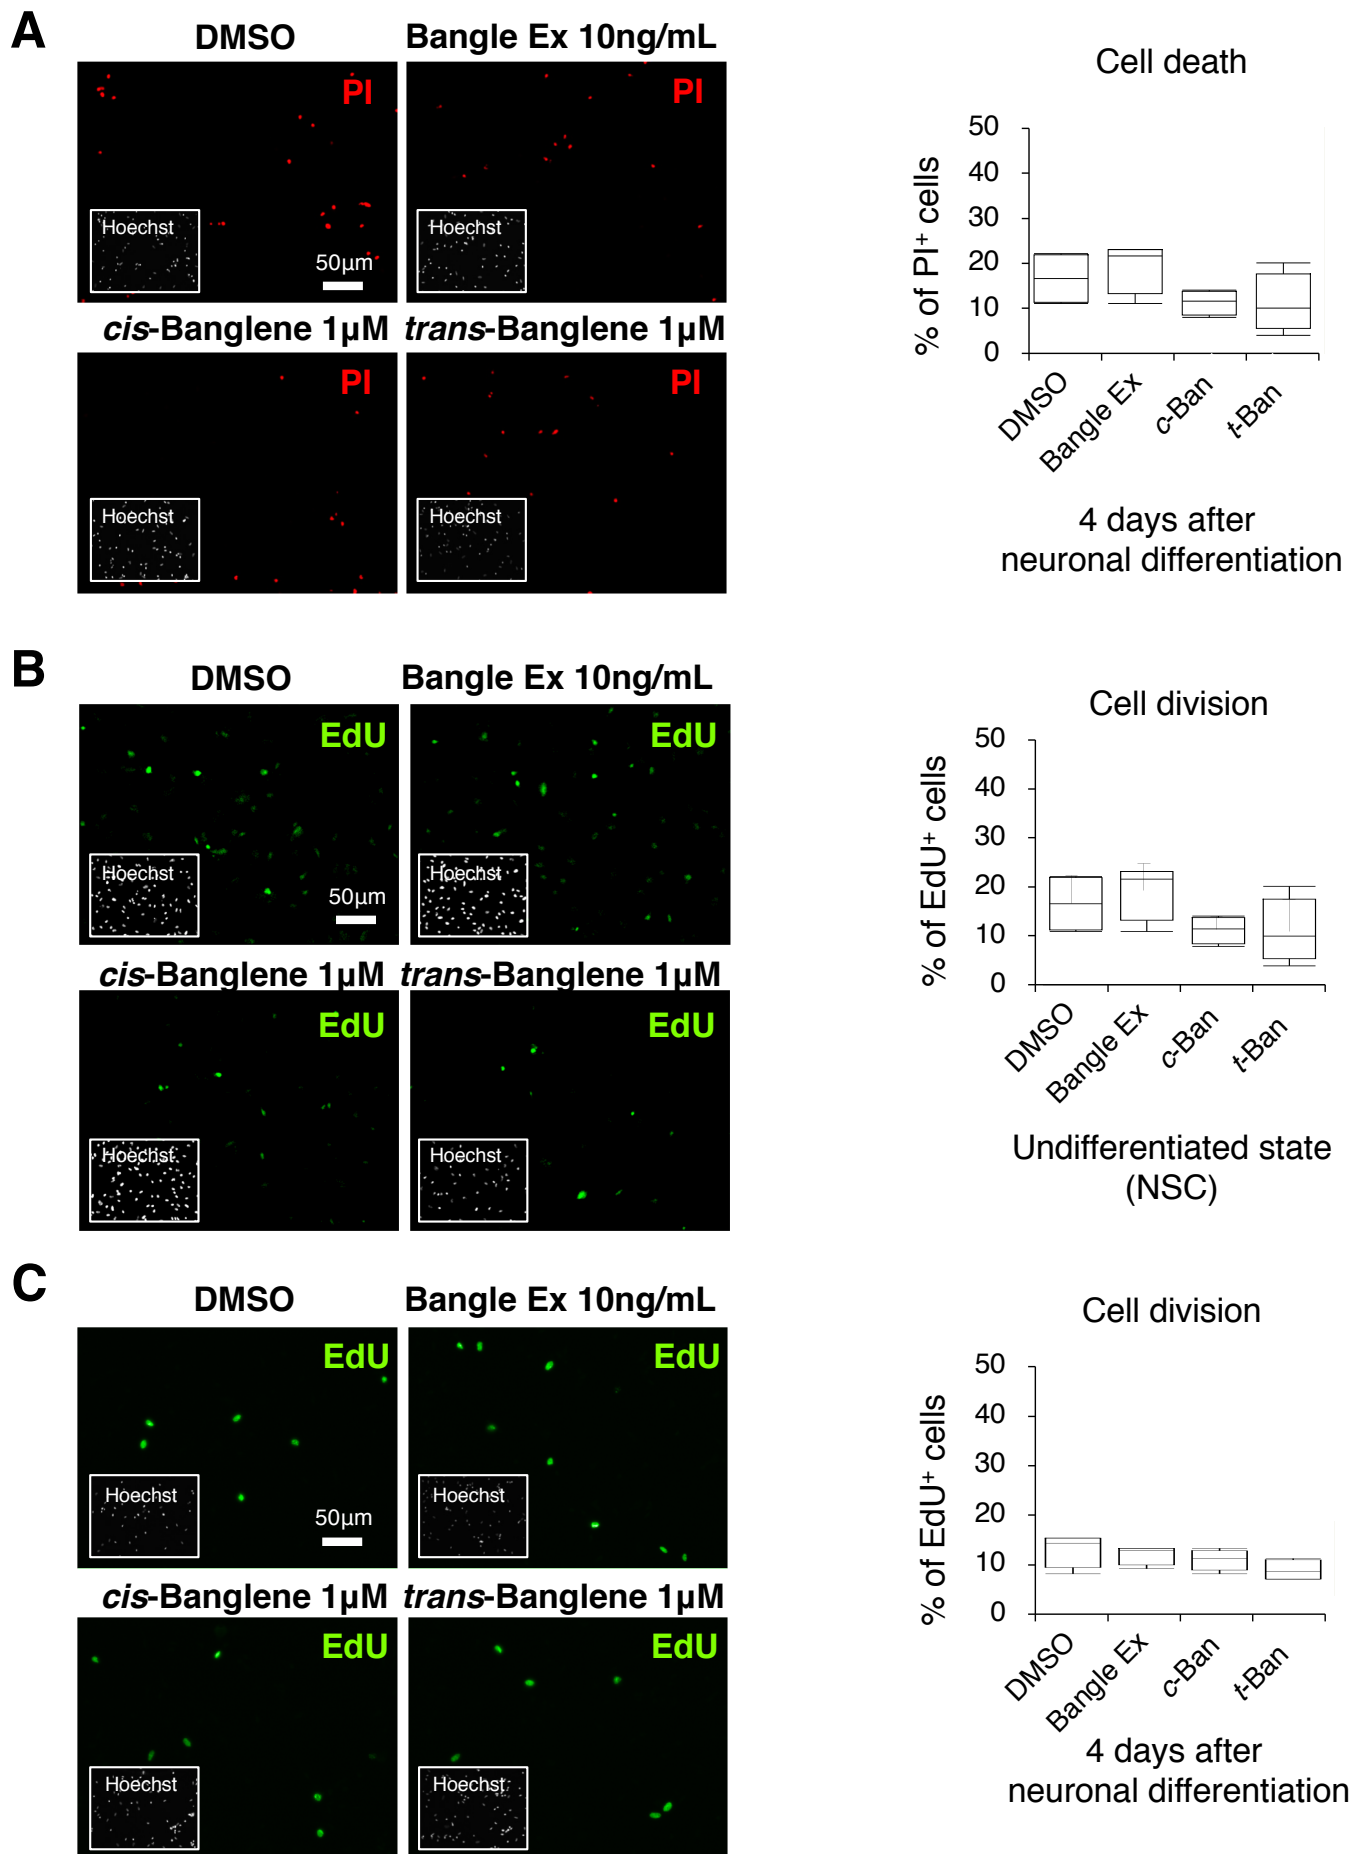 A
DMSO
Bangle Ex 10ng/mL
PI
PI
Hoechst
50µm
Hoechst
cis-Banglene 1µM
trans-Banglene 1µM
PI
PI
Hoechst
Hoechst
Cell death
% of PI+ cells
50
40
30
20
10
0
DMSO
Bangle Ex
c-Ban
t-Ban
4 days after
neuronal differentiation
B
DMSO
Bangle Ex 10ng/mL
EdU
EdU
Hoechst
50µm
Hoechst
cis-Banglene 1µM
trans-Banglene 1µM
EdU
EdU
Hoechst
Hoechst
Cell division
% of EdU+ cells
50
40
30
20
10
0
DMSO
Bangle Ex
c-Ban
t-Ban
Undifferentiated state
(NSC)
C
DMSO
Bangle Ex 10ng/mL
EdU
EdU
Hoechst
50µm
Hoechst
cis-Banglene 1µM
trans-Banglene 1µM
EdU
EdU
Hoechst
Hoechst
Cell division
% of EdU+ cells
50
40
30
20
10
0
DMSO
Bangle Ex
c-Ban
t-Ban
4 days after
neuronal differentiation